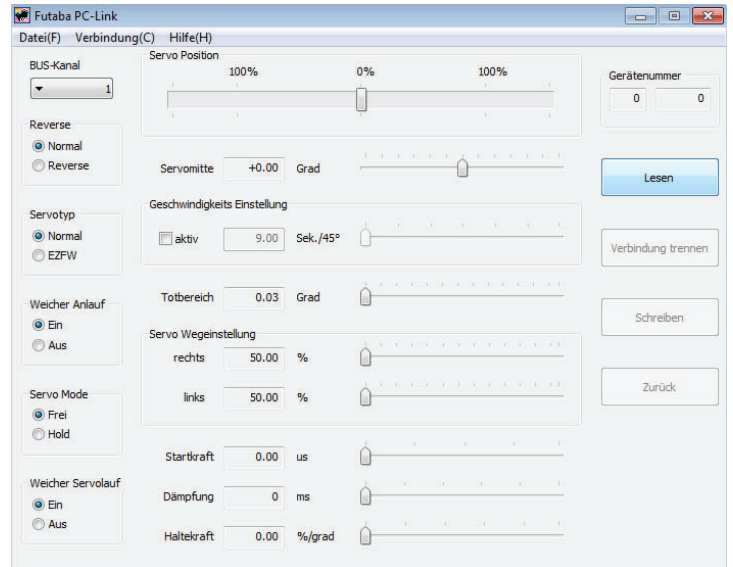 Futaba PC-Link
Datei(F) Verbindung(C) Hilfe(H)
BUS-Kanal
1
Reverse
Normal
Reverse
Servotyp
Normal
EZFW
Weicher Anlauf
Ein
Aus
Servo Mode
Frei
Hold
Weicher Servolauf
Ein
Aus
Servo Position
100% 0% 100%
Servomitte +0.00 Grad
Geschwindigkeits Einstellung
aktiv 9.00 Sek./45°
Totbereich 0.03 Grad
Servo Wegeinstellung
rechts 50.00 %
links 50.00 %
Startkraft 0.00 us
Dämpfung 0 ms
Haltekraft 0.00 %/grad
Gerätenummer
0 0
Lesen
Verbindung trennen
Schreiben
Zurück